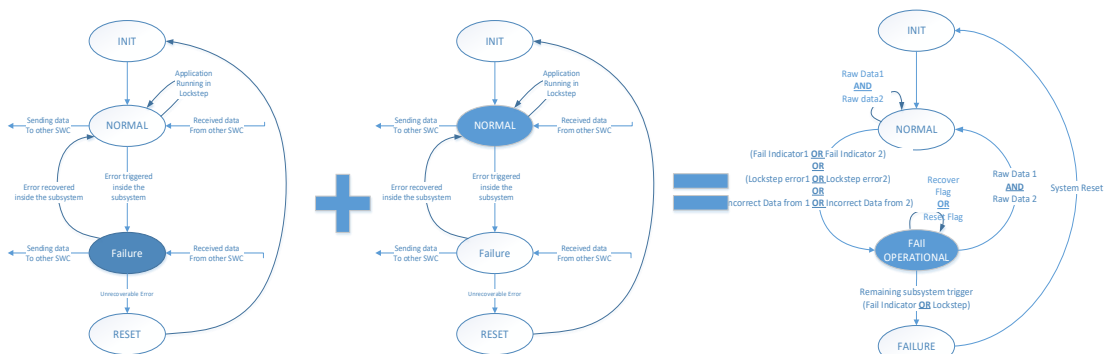 INIT
Application
Running in
Lockstep
Sending data
To other SWC
NORMAL
Received data
From other SWC
Error recovered
inside the subsystem
Error triggered
inside the
subsystem
Sending data
To other SWC
Failure
Received data
From other SWC
Unrecoverable Error
RESET
INIT
Application
Running in
Lockstep
Sending data
To other SWC
NORMAL
Received data
From other SWC
Error recovered
inside the subsystem
Error triggered
inside the
subsystem
Sending data
To other SWC
Failure
Received data
From other SWC
Unrecoverable Error
RESET
INIT
Raw Data1
AND
Raw data2
NORMAL
(Fail Indicator1 OR Fail Indicator 2)
OR
(Lockstep error1 OR Lockstep error2)
OR
Incorrect Data from 1 OR Incorrect Data from 2)
Recover
Flag
OR
Reset Flag
Raw Data 1
AND
Raw Data 2
System Reset
FAIl
OPERATIONAL
Remaining subsystem trigger
(Fail Indicator OR Lockstep)
FAILURE